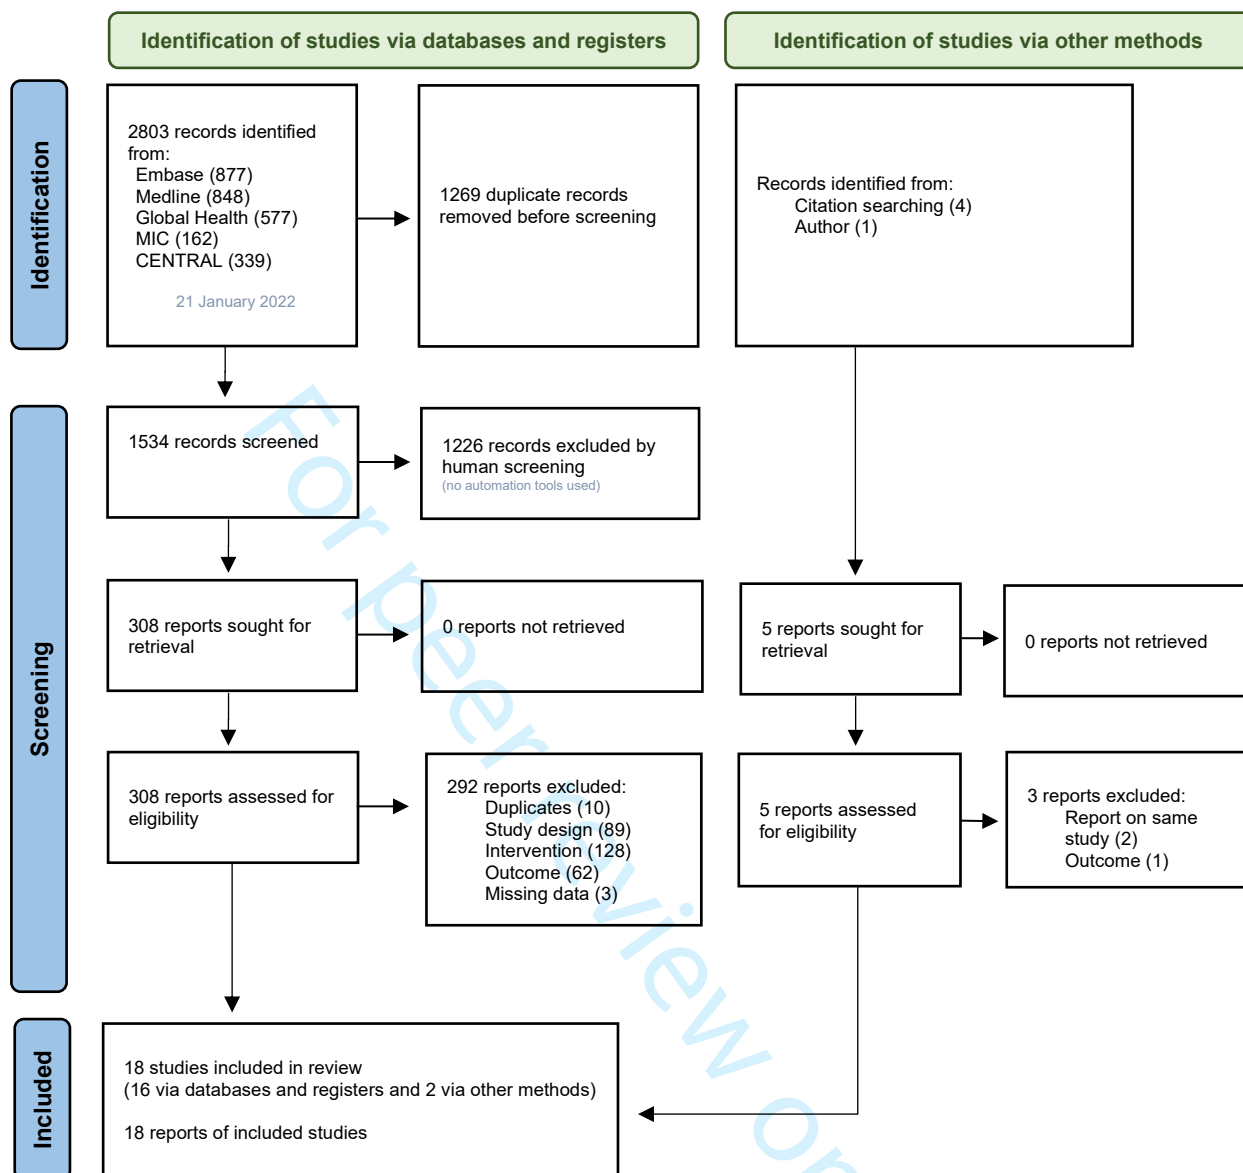 Identification of studies via databases and registers
Identification of studies via other methods
Identification
2803 records identified
from:
Embase (877)
Medline (848)
Global Health (577)
MIC (162)
CENTRAL (339)
21 January 2022
1269 duplicate records
removed before screening
Records identified from:
Citation searching (4)
Author (1)
Screening
1534 records screened
1226 records excluded by
human screening
(no automation tools used)
308 reports sought for
retrieval
0 reports not retrieved
5 reports sought for
retrieval
0 reports not retrieved
308 reports assessed for
eligibility
292 reports excluded:
Duplicates (10)
Study design (89)
Intervention (128)
Outcome (62)
Missing data (3)
5 reports assessed
for eligibility
3 reports excluded:
Report on same
study (2)
Outcome (1)
Included
18 studies included in review
(16 via databases and registers and 2 via other methods)
18 reports of included studies
For peer review on